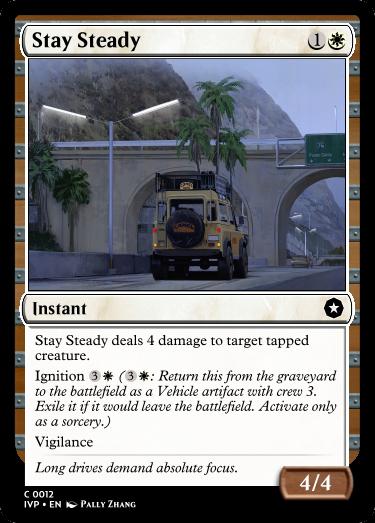 Stay Steady 1
Instant
Stay Steady deals 4 damage to target tapped
creature.
Ignition 3 (3: Return this from the graveyard
to the battlefield as a Vehicle artifact with crew 3.
Exile it if it would leave the battlefield. Activate only
as a sorcery.)
Vigilance
Long drives demand absolute focus.
4/4
C 0012
IVP • EN Pally Zhang